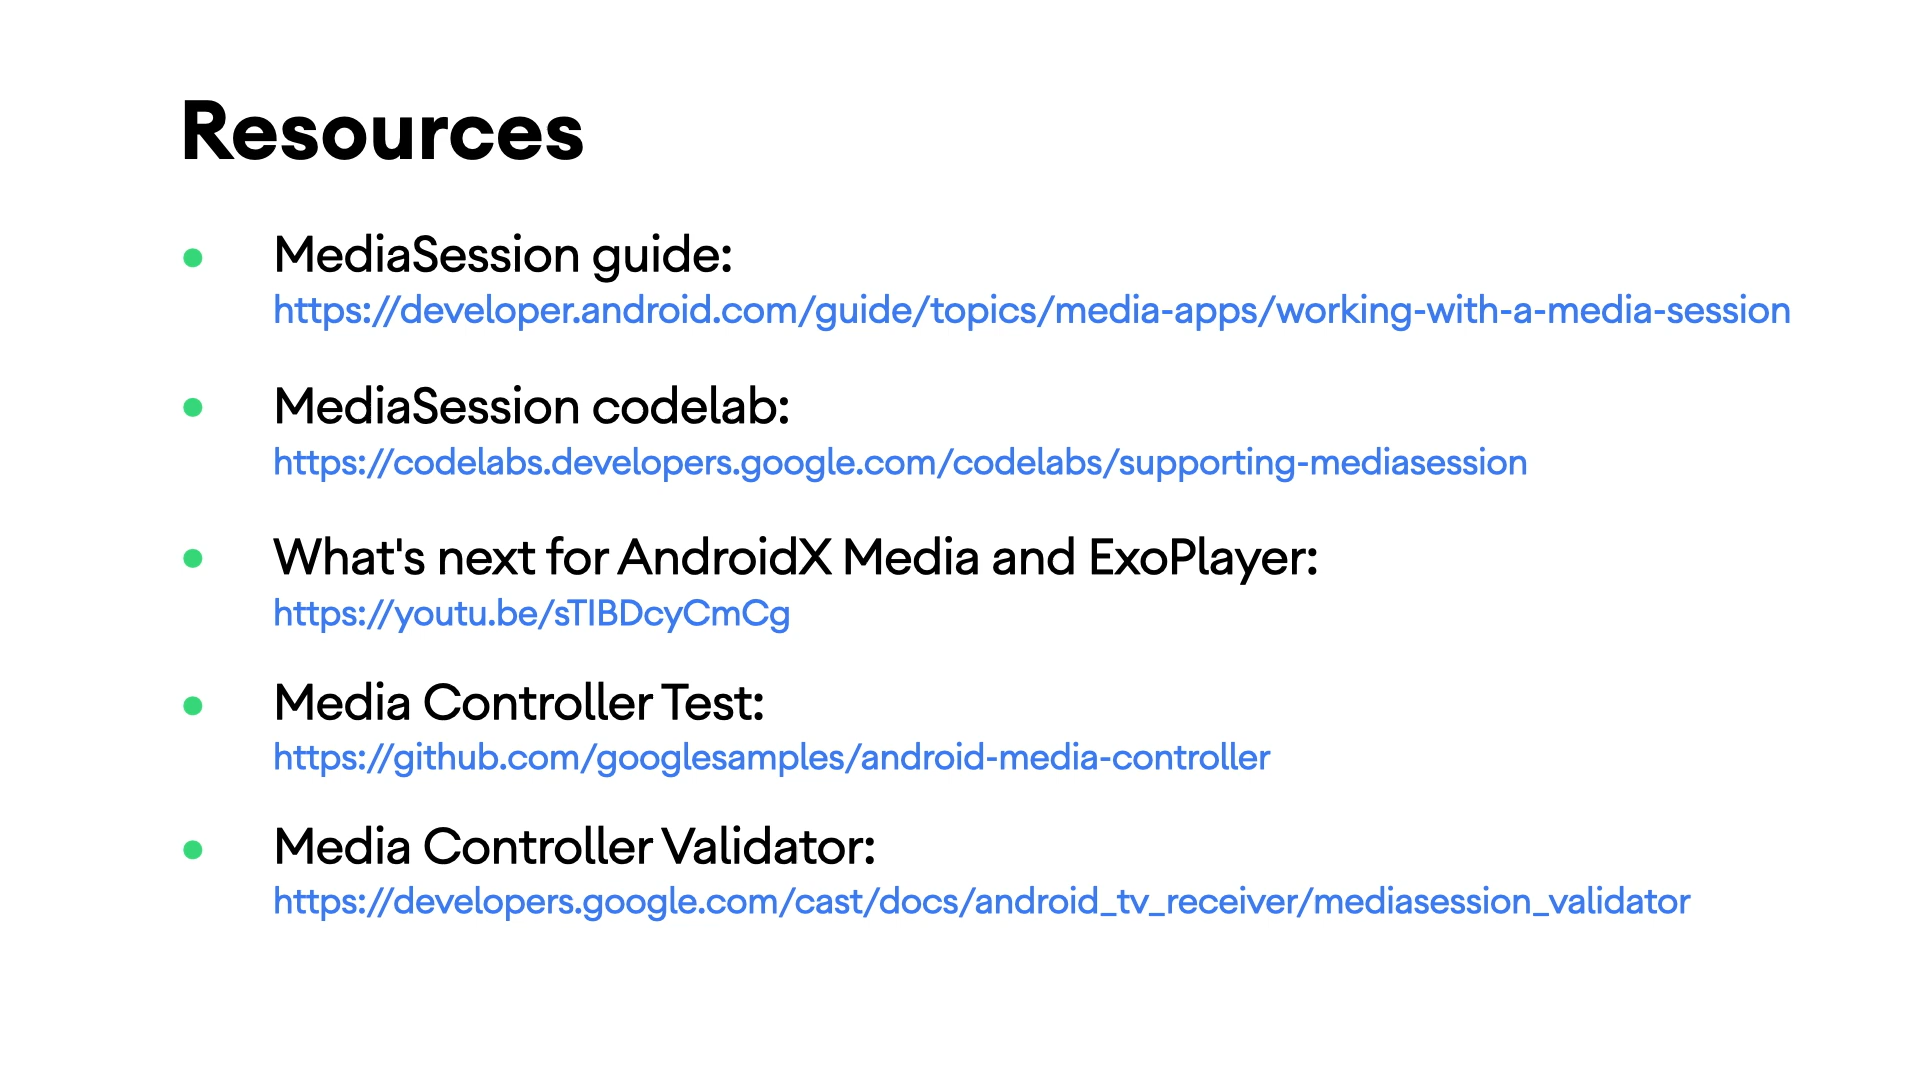 Resources
MediaSession guide:
https://developer.android.com/guide/topics/media-apps/working-with-a-media-session
MediaSession codelab:
https://codelabs.developers.google.com/codelabs/supporting-mediasession
What's next for AndroidX Media and ExoPlayer:
https://youtu.be/sTIBDcyCmCg
Media Controller Test:
https://github.com/googlesamples/android-media-controller
Media Controller Validator:
https://developers.google.com/cast/docs/android_tv_receiver/mediasession_validator